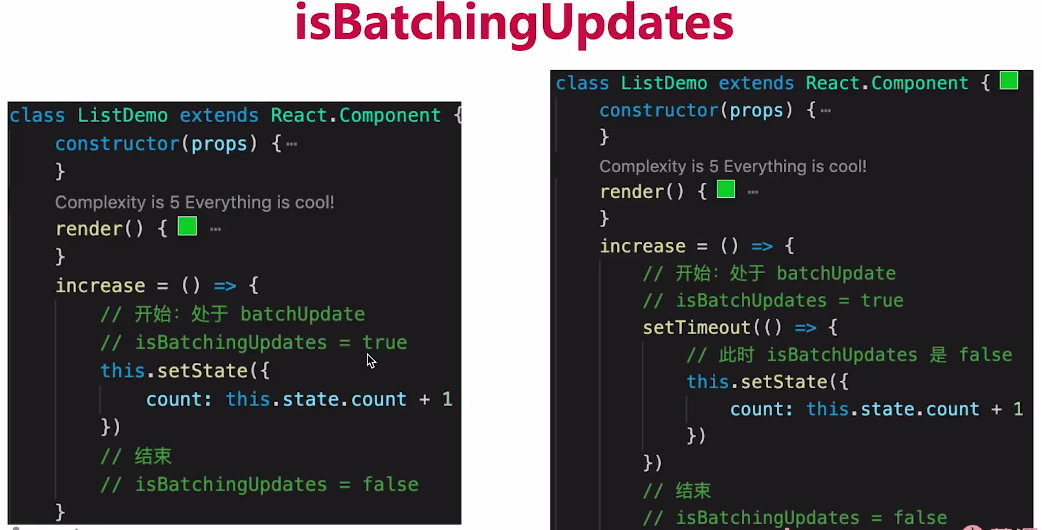 isBatchingUpdates
class ListDemo extends React.Component {
constructor(props) {…
}
Complexity is 5 Everything is cool!
render() { …
}
increase = () => {
// 开始：处于 batchUpdate
// isBatchingUpdates = true
this.setState({
count: this.state.count + 1
})
// 结束
// isBatchingUpdates = false
}
class ListDemo extends React.Component {
constructor(props) {…
}
Complexity is 5 Everything is cool!
render() { …
}
increase = () => {
// 开始：处于 batchUpdate
// isBatchUpdates = true
setTimeout(() => {
// 此时 isBatchUpdates 是 false
this.setState({
count: this.state.count + 1
})
})
// 结束
// isBatchingUpdates = false